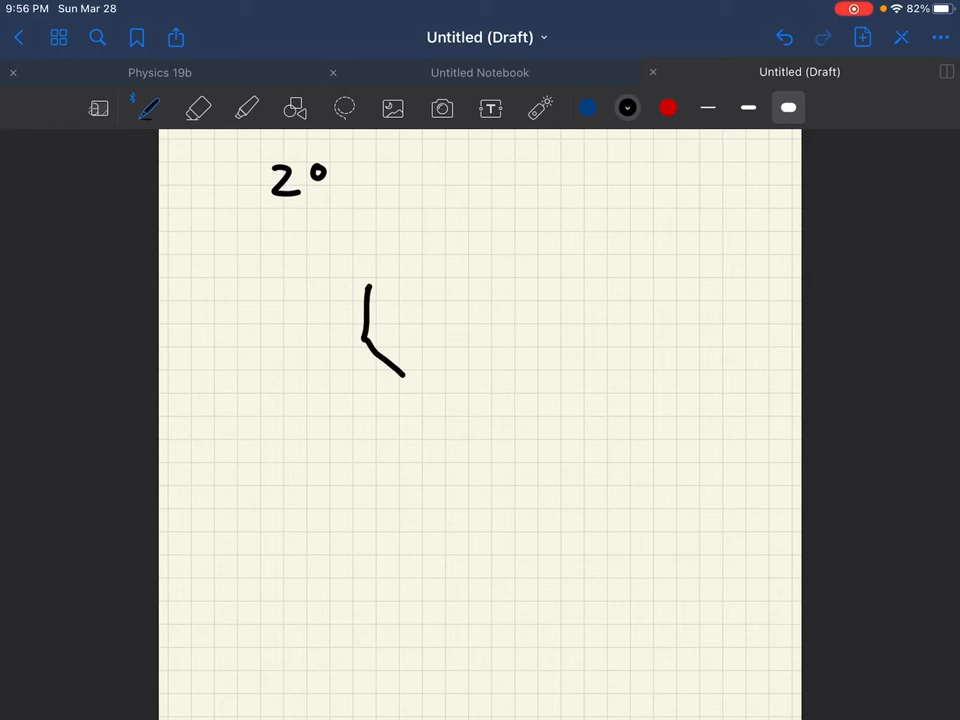 9:56 PM Sun Mar 28
82%
Untitled (Draft)
Physics 19b
Untitled Notebook
Untitled (Draft)
T
2°